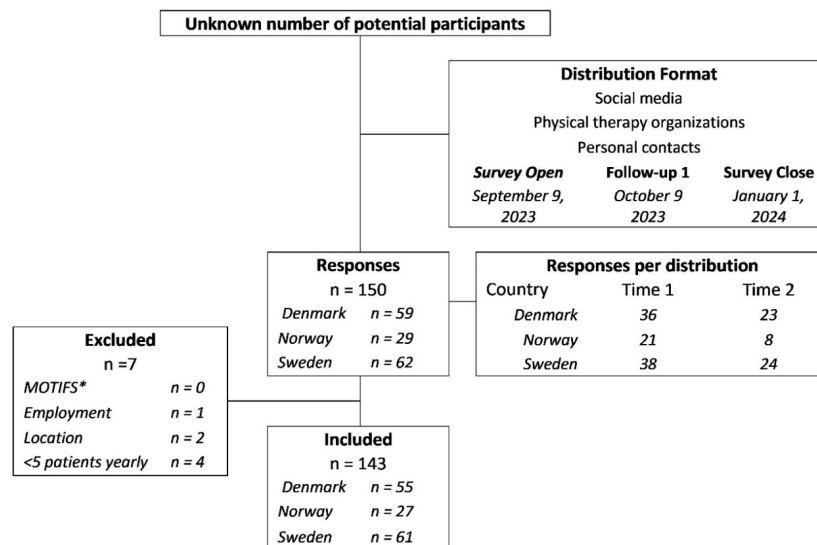 Unknown number of potential participants
Distribution Format
Social media
Physical therapy organizations
Personal contacts
Survey Open Follow-up 1 Survey Close
September 9, October 9 January 1,
2023 2023 2024
Responses
n = 150
Denmark n = 59
Norway n = 29
Sweden n = 62
Responses per distribution
Country Time 1 Time 2
Denmark 36 23
Norway 21 8
Sweden 38 24
Excluded
n =7
MOTIFS* n = 0
Employment n = 1
Location n = 2
<5 patients yearly n = 4
Included
n = 143
Denmark n = 55
Norway n = 27
Sweden n = 61